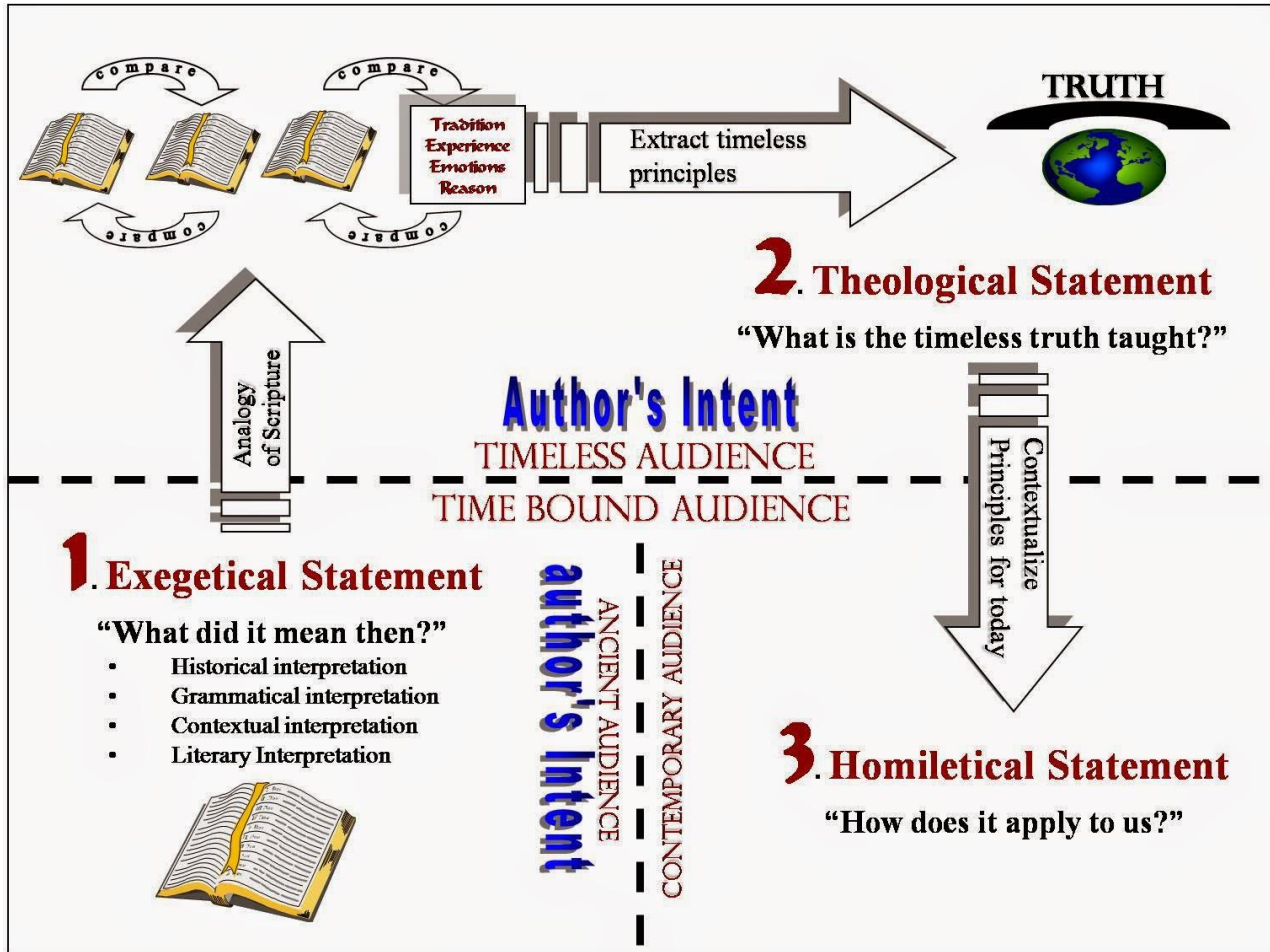 compare
compare
compare
compare
Tradition
Experience
Emotions
Reason
Extract timeless
principles
TRUTH
2. Theological Statement
“What is the timeless truth taught?”
Analogy
of Scripture
Author's Intent
TIMELESS AUDIENCE
TIME BOUND AUDIENCE
Contextualize
Principles for today
1. Exegetical Statement
“What did it mean then?”
• Historical interpretation
• Grammatical interpretation
• Contextual interpretation
• Literary Interpretation
author's Intent
ANCIENT AUDIENCE
CONTEMPORARY AUDIENCE
3. Homiletical Statement
“How does it apply to us?”